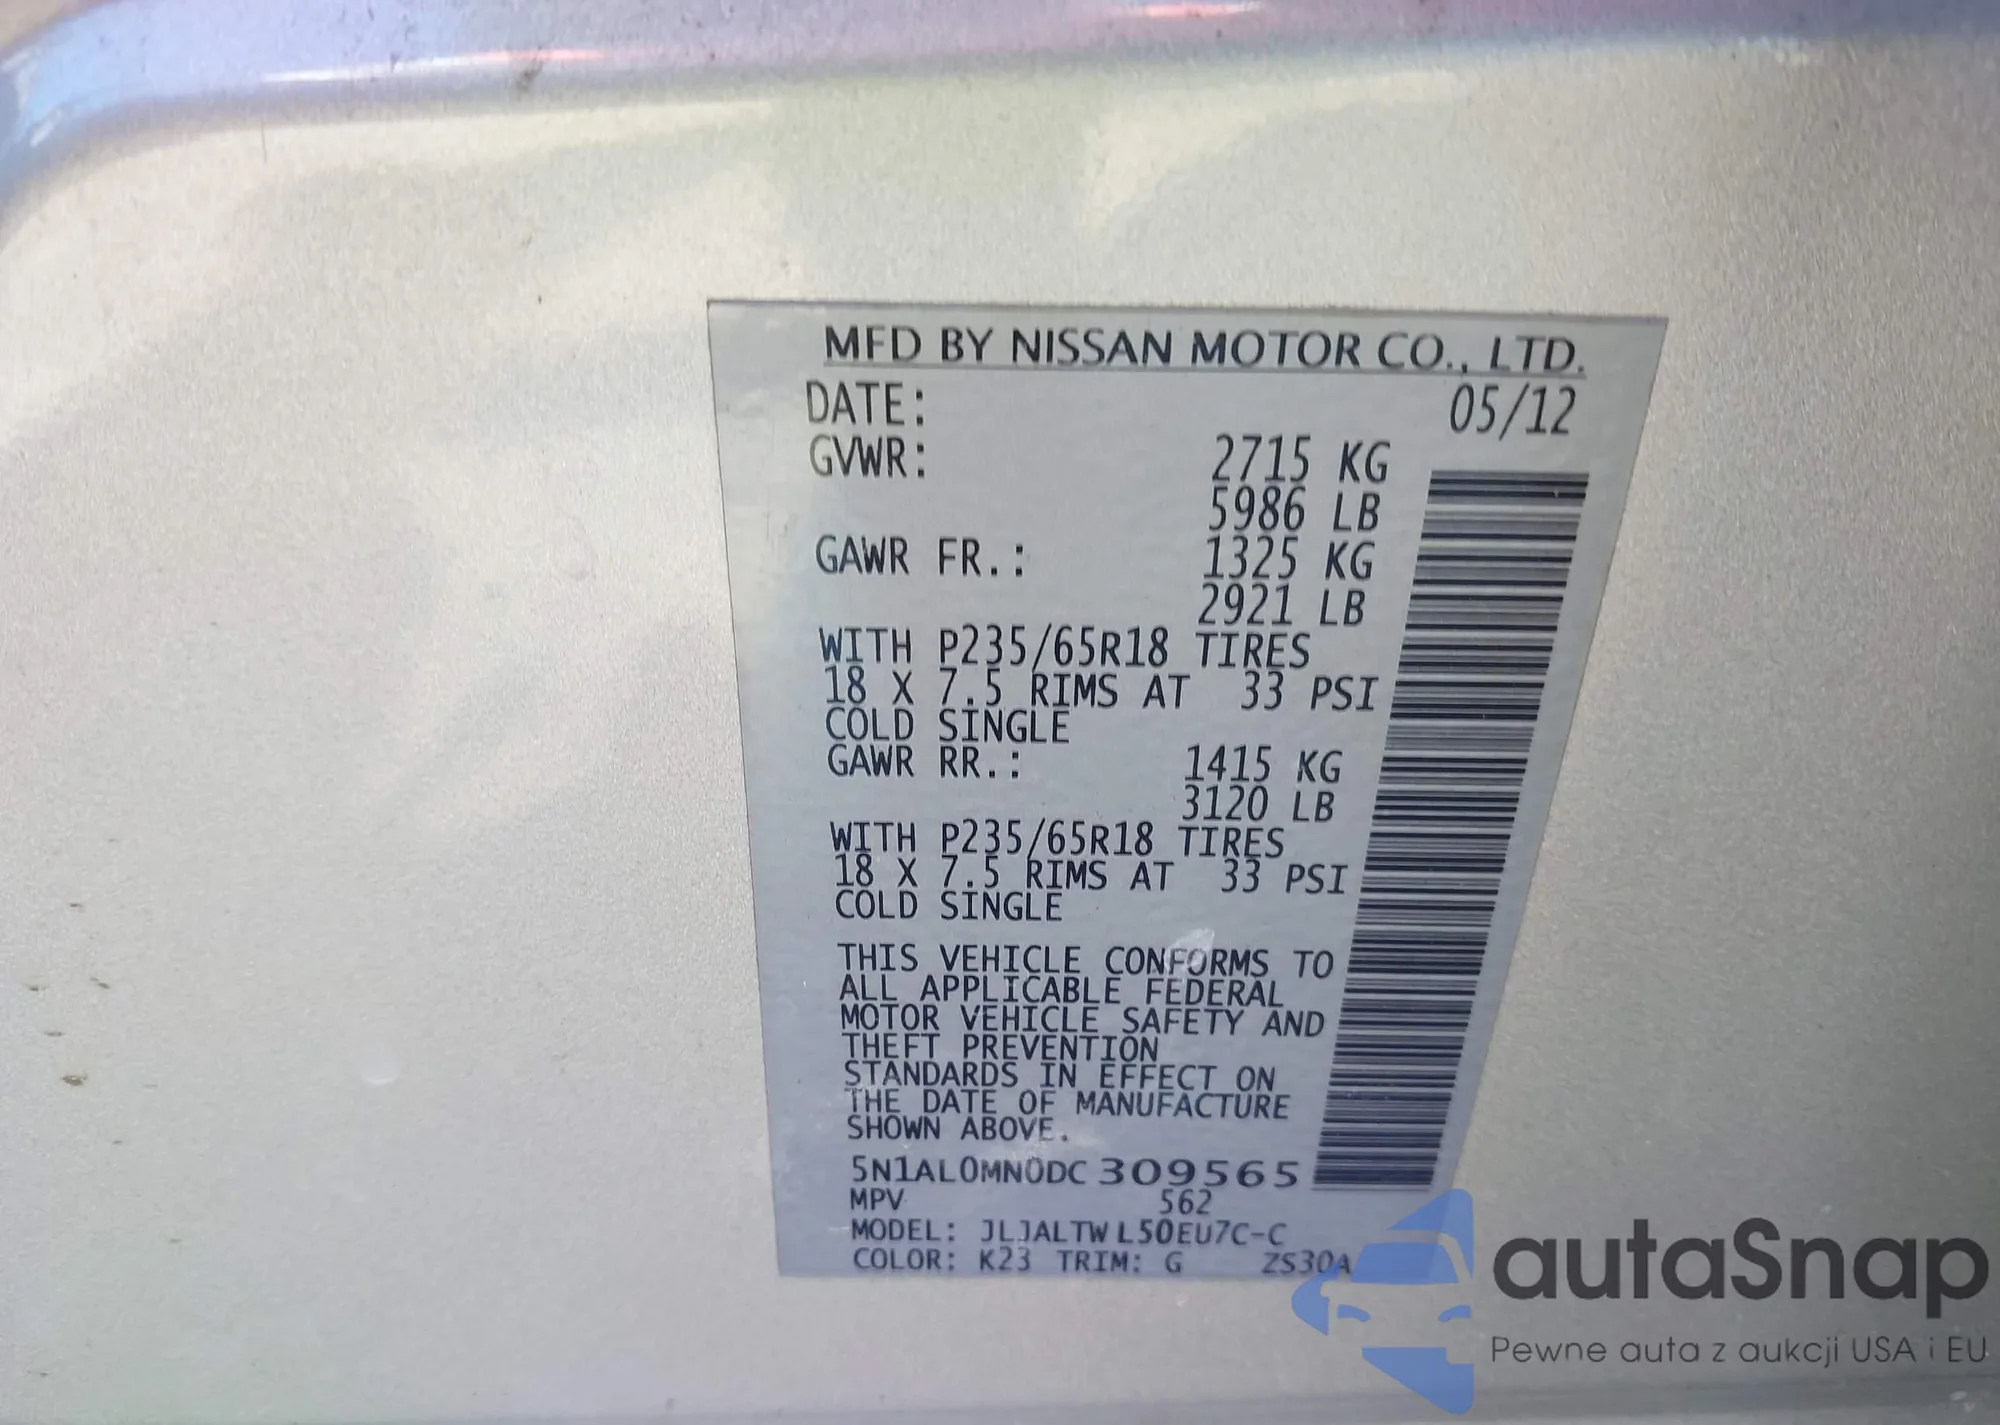 MFD BY NISSAN MOTOR CO., LTD.
DATE: 05/12
GVWR: 2715 KG
5986 LB
GAWR FR.: 1325 KG
2921 LB
WITH P235/65R18 TIRES
18 X 7.5 RIMS AT 33 PSI
COLD SINGLE
GAWR RR.: 1415 KG
3120 LB
WITH P235/65R18 TIRES
18 X 7.5 RIMS AT 33 PSI
COLD SINGLE
THIS VEHICLE CONFORMS TO
ALL APPLICABLE FEDERAL
MOTOR VEHICLE SAFETY AND
THEFT PREVENTION
STANDARDS IN EFFECT ON
THE DATE OF MANUFACTURE
SHOWN ABOVE.
5N1AL0MN0DC309565
MPV 562
MODEL: JLJALTWL50EU7C-C
COLOR: K23 TRIM: G ZS30A
autaSnap
Pewne auta z aukcji USA i EU